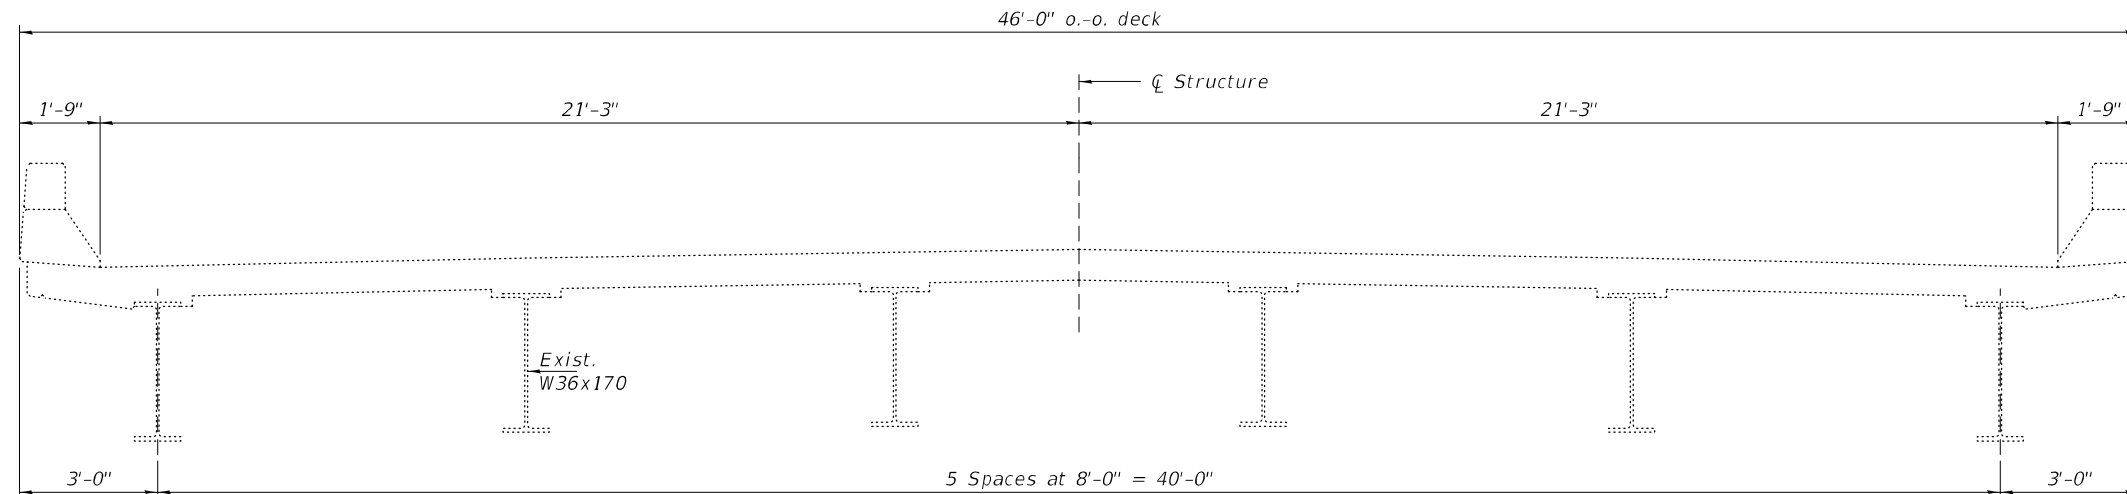 46'-0" o.-o. deck
℄ Structure
1'-9"
21'-3"
21'-3"
1'-9"
Exist.
W36x170
3'-0"
5 Spaces at 8'-0" = 40'-0"
3'-0"